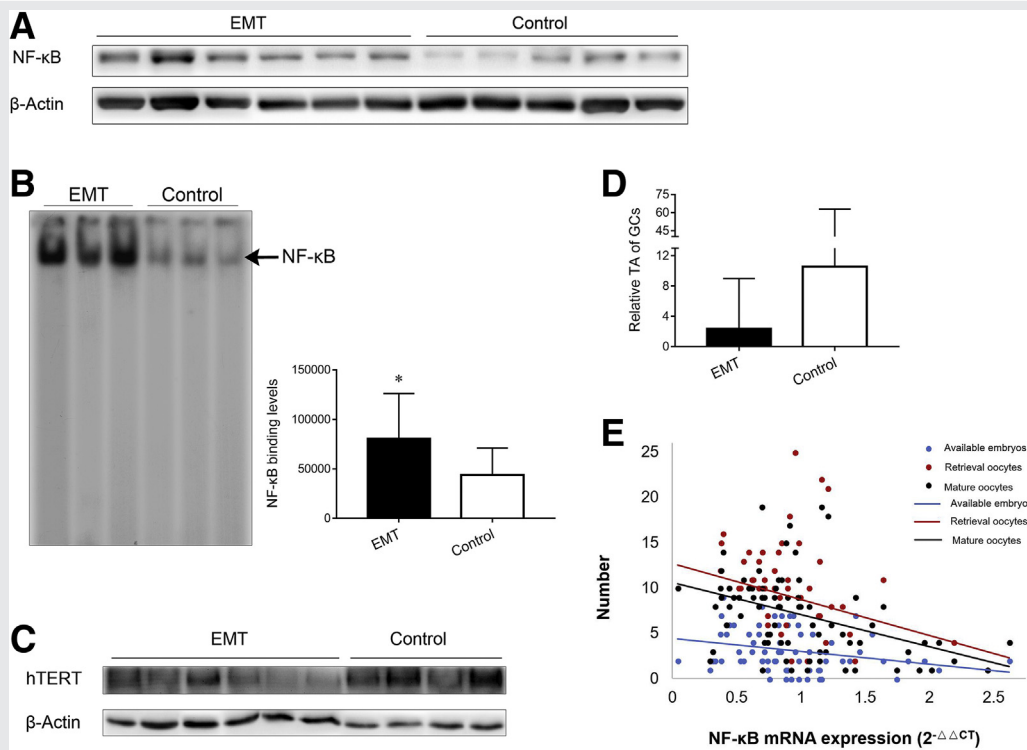 A
EMT Control
NF-κB
β-Actin
B
EMT Control
NF-κB
150000
100000
50000
0
NF-κB binding levels
*
EMT
Control
C
EMT Control
hTERT
β-Actin
D
75
60
45
12
8
4
0
Relative TA of GCs
EMT
Control
E
25
20
15
10
5
0
Number
0 0.5 1 1.5 2 2.5
NF-κB mRNA expression (2-△△CT)
Available embryos
Retrieval oocytes
Mature oocytes
Available embryo
Retrieval oocytes
Mature oocytes